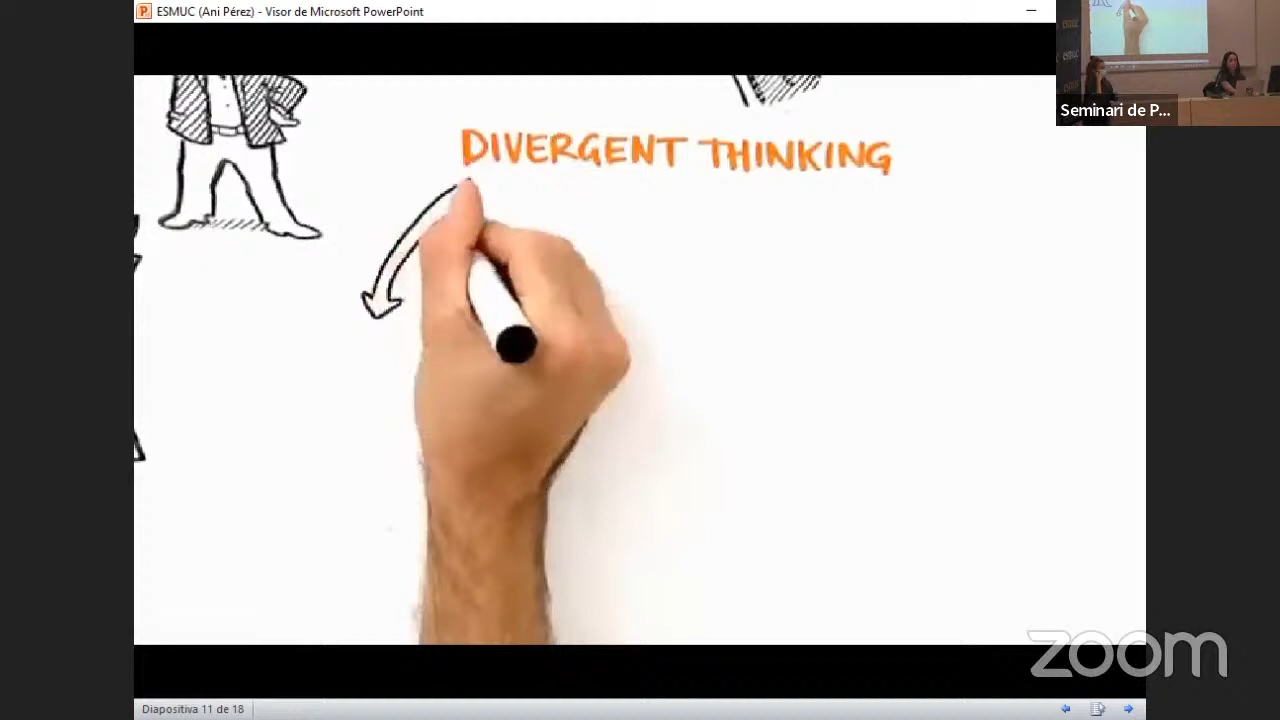 ESMUC (Ani Pérez) - Visor de Microsoft PowerPoint
Seminari de P...
DIVERGENT THINKING
zoom
Diapositiva 11 de 18